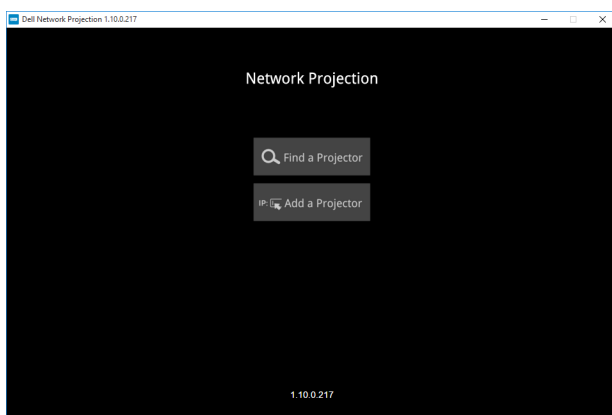 Dell Network Projection 1.10.0.217
Network Projection
Find a Projector
IP: Add a Projector
1.10.0.217